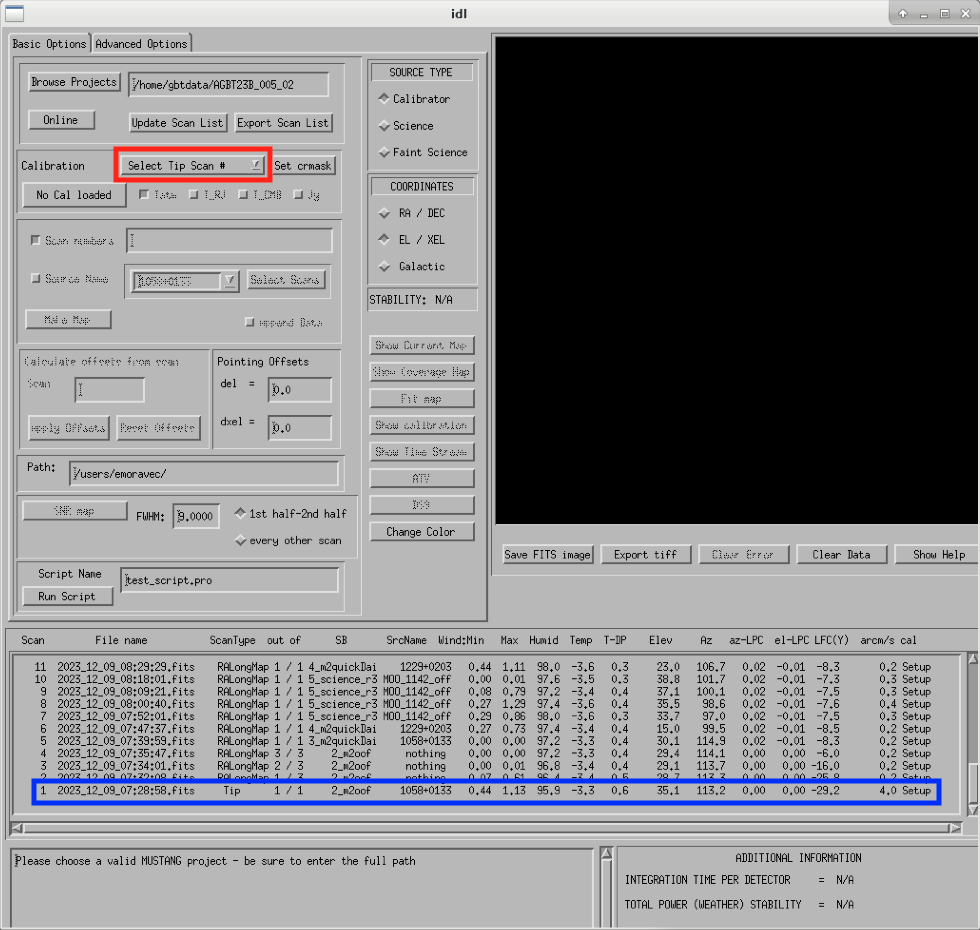 idl
Basic Options Advanced Options
Browse Projects /home/gbtdata/AGBT23B_005_02
Online Update Scan List Export Scan List
Calibration Select Tip Scan # Set crmask
No Cal loaded T_RJ T_CMB Jy
Scan numbers
Source Name Select Scans
Make Map Append Data
Calculate offsets from scan Pointing Offsets
Scan del = 0.0
Apply Offsets Reset Offsets dxel = 0.0
Path: /users/emoravec/
SNR map FWHM: 9.0000 1st half-2nd half
every other scan
Script Name test_script.pro
Run Script
SOURCE TYPE
Calibrator
Science
Faint Science
COORDINATES
RA / DEC
EL / XEL
Galactic
STABILITY: N/A
Show Current Map
Show Coverage Map
Fit map
Show calibration
Show Time Stream
ATV
DS9
Change Color
Save FITS image Export tiff Clear Error Clear Data Show Help
Scan File name ScanType out of SB SrcName Wind:Min Max Humid Temp T-DP Elev Az az-LPC el-LPC LFC(Y) arcm/s cal
11 2023_12_09_08:29:29.fits RALongMap 1 / 1 4_m2quickDai 1229+0203 0.44 1.11 98.0 -3.6 0.3 23.0 106.7 0.02 -0.01 -8.3 0.2 Setup
10 2023_12_09_08:18:01.fits RALongMap 1 / 1 5_science_r3 MOO_1142_off 0.00 0.01 97.6 -3.5 0.3 38.8 101.7 0.02 -0.01 -7.3 0.3 Setup
9 2023_12_09_08:09:21.fits RALongMap 1 / 1 5_science_r3 MOO_1142_off 0.08 0.79 97.2 -3.4 0.4 37.1 100.1 0.02 -0.01 -7.5 0.3 Setup
8 2023_12_09_08:00:40.fits RALongMap 1 / 1 5_science_r3 MOO_1142_off 0.27 1.29 97.4 -3.6 0.4 35.5 98.6 0.02 -0.01 -7.6 0.4 Setup
7 2023_12_09_07:52:01.fits RALongMap 1 / 1 5_science_r3 MOO_1142_off 0.29 0.86 98.0 -3.6 0.3 33.7 97.0 0.02 -0.01 -7.5 0.3 Setup
6 2023_12_09_07:47:37.fits RALongMap 1 / 1 4_m2quickDai 1229+0203 0.27 0.73 97.4 -3.4 0.4 15.0 99.5 0.02 -0.01 -8.5 0.2 Setup
5 2023_12_09_07:39:59.fits RALongMap 1 / 1 3_m2quickDai 1058+0133 0.00 0.00 97.2 -3.3 0.4 30.1 114.9 0.02 -0.01 -8.3 0.2 Setup
4 2023_12_09_07:35:47.fits RALongMap 3 / 3 2_m2oof nothing 0.00 0.00 97.2 -3.3 0.4 29.4 114.1 0.00 0.00 -6.0 0.2 Setup
3 2023_12_09_07:34:01.fits RALongMap 2 / 3 2_m2oof nothing 0.01 0.01 96.8 -3.4 0.4 29.1 113.7 0.00 0.00 -16.0 0.2 Setup
2 2023_12_09_07:32:08.fits RALongMap 1 / 3 2_m2oof nothing 0.07 0.61 96.4 -3.4 0.5 28.7 113.3 0.00 0.00 -25.8 0.2 Setup
1 2023_12_09_07:28:58.fits Tip 1 / 1 2_m2oof 1058+0133 0.44 1.13 95.9 -3.3 0.6 35.1 113.2 0.00 0.00 -29.2 4.0 Setup
Please choose a valid MUSTANG project - be sure to enter the full path
ADDITIONAL INFORMATION
INTEGRATION TIME PER DETECTOR = N/A
TOTAL POWER (WEATHER) STABILITY = N/A